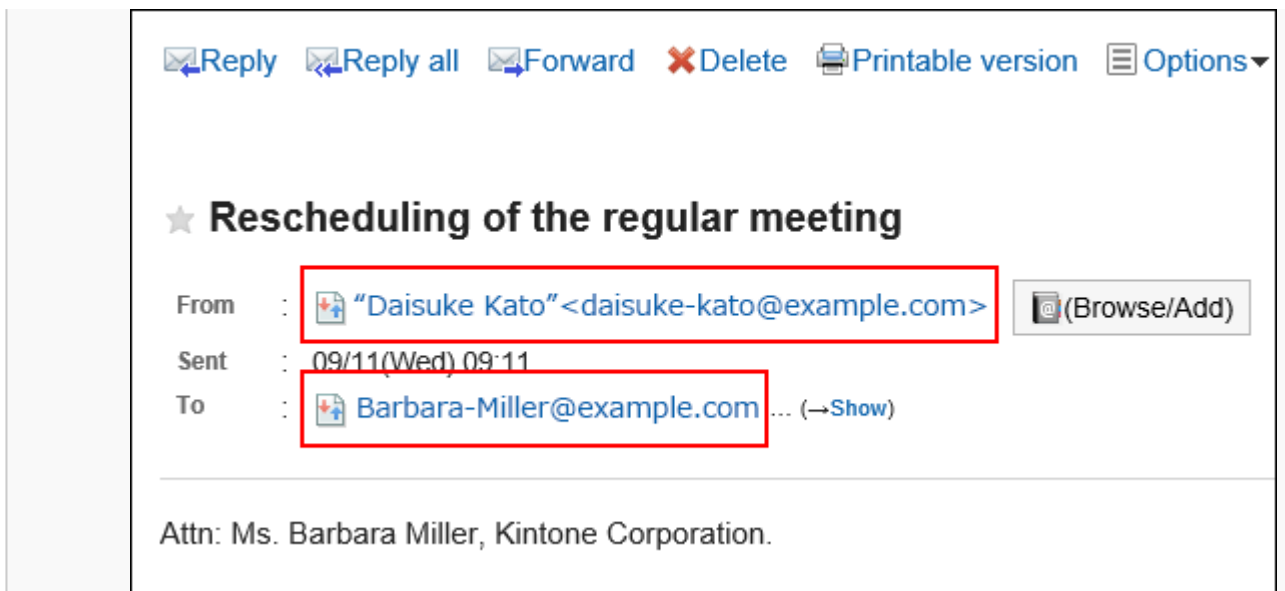 Reply Reply all Forward Delete Printable version Options
Rescheduling of the regular meeting
From : “Daisuke Kato”<daisuke-kato@example.com> (Browse/Add)
Sent : 09/11(Wed) 09:11
To : Barbara-Miller@example.com ... (→Show)
Attn: Ms. Barbara Miller, Kintone Corporation.